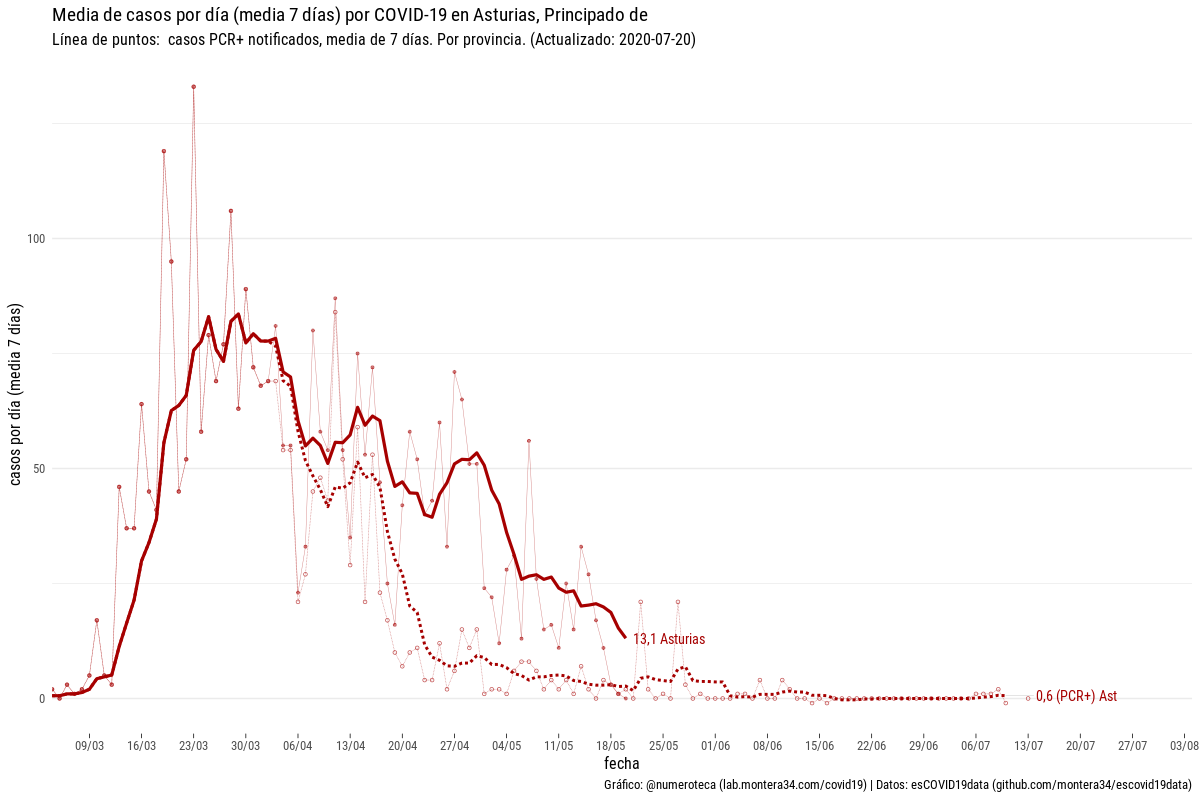 Media de casos por día (media 7 días) por COVID-19 en Asturias, Principado de
Línea de puntos:  casos PCR+ notificados, media de 7 días. Por provincia. (Actualizado: 2020-07-20)
casos por día (media 7 días)
100
50
0
13,1 Asturias
0,6 (PCR+) Ast
09/03 16/03 23/03 30/03 06/04 13/04 20/04 27/04 04/05 11/05 18/05 25/05 01/06 08/06 15/06 22/06 29/06 06/07 13/07 20/07 27/07 03/08
fecha
Gráfico: @numeroteca (lab.montera34.com/covid19) | Datos: esCOVID19data (github.com/montera34/escovid19data)